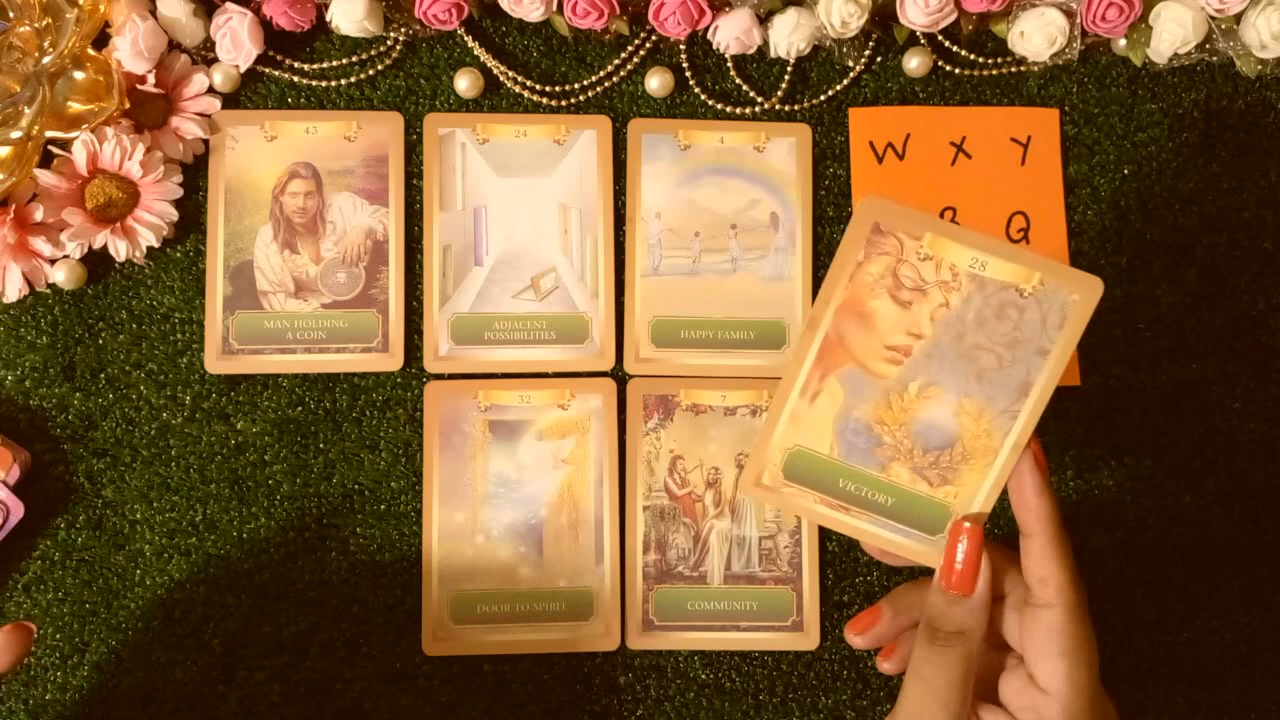 43
MAN HOLDING
A COIN
24
ADJACENT
POSSIBILITIES
4
HAPPY FAMILY
W X Y
Q
28
VICTORY
32
DOOR TO SPIRIT
7
COMMUNITY